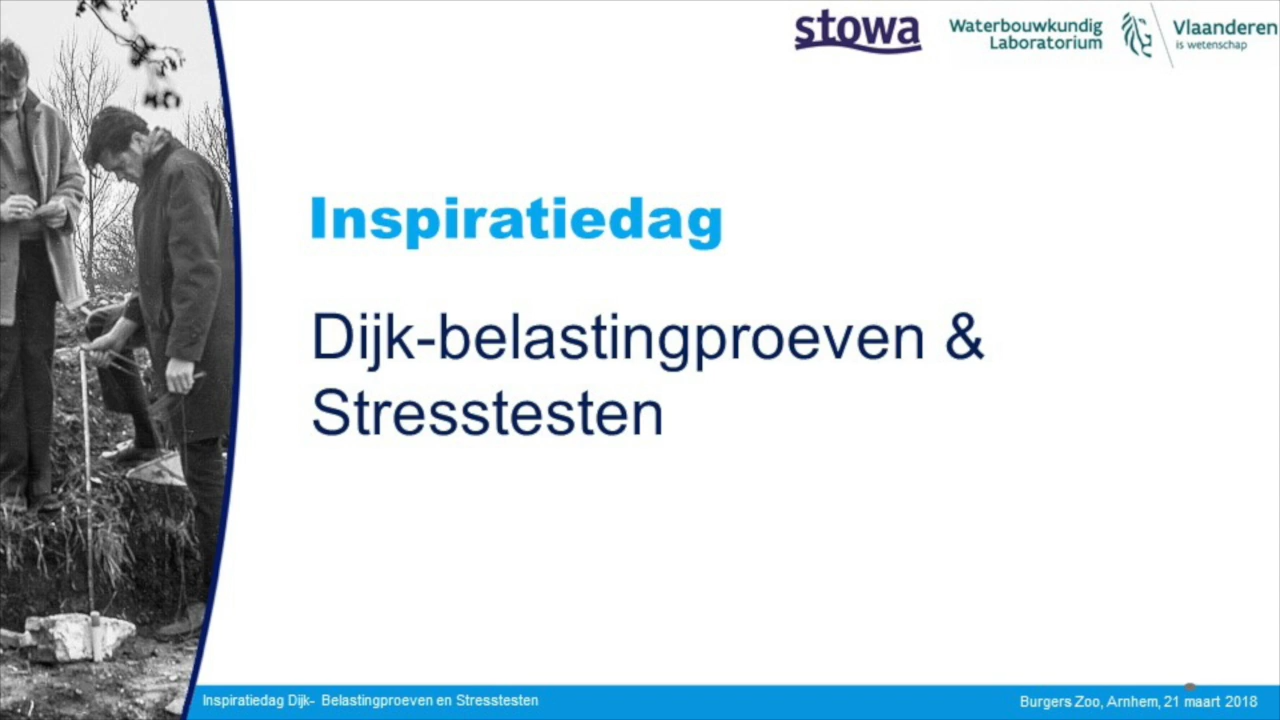 stowa
Waterbouwkundig
Laboratorium
Vlaanderen
is wetenschap
Inspiratiedag
Dijk-belastingproeven &
Stresstesten
Inspiratiedag Dijk- Belastingproeven en Stresstesten
Burgers Zoo, Arnhem, 21 maart 2018